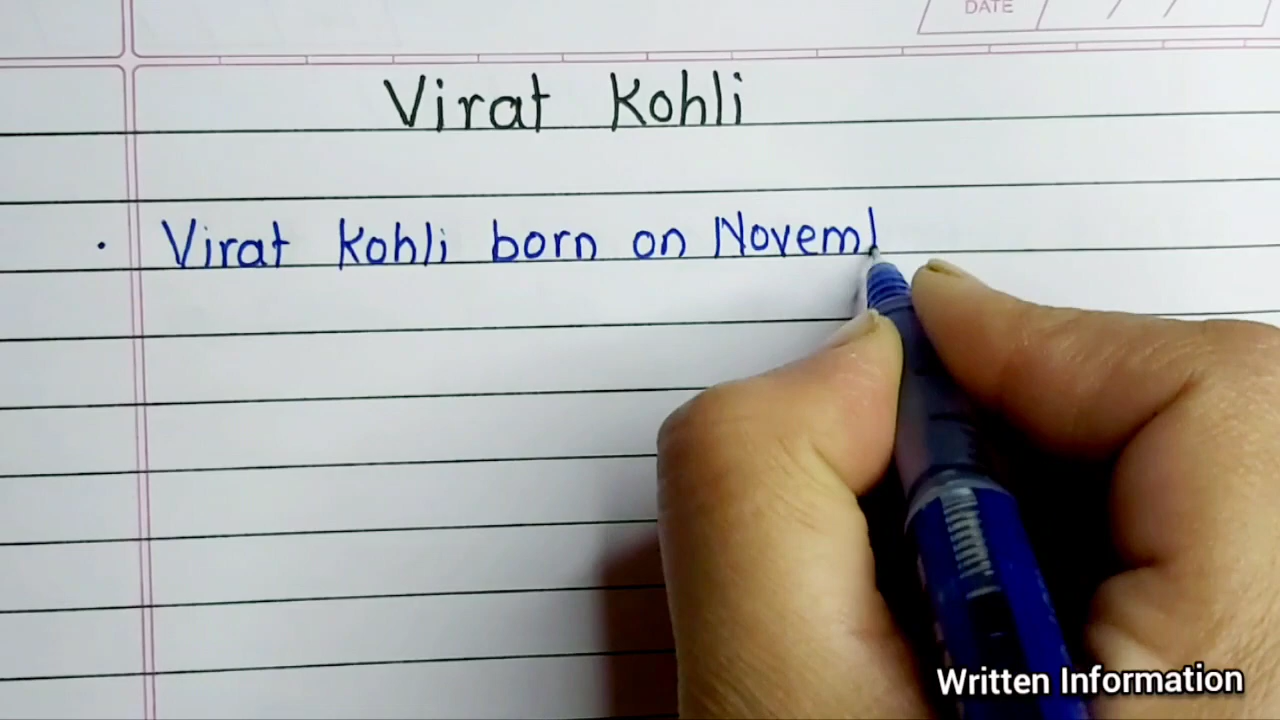 DATE / /
Virat Kohli
· Virat Kohli born on Novem
Written Information